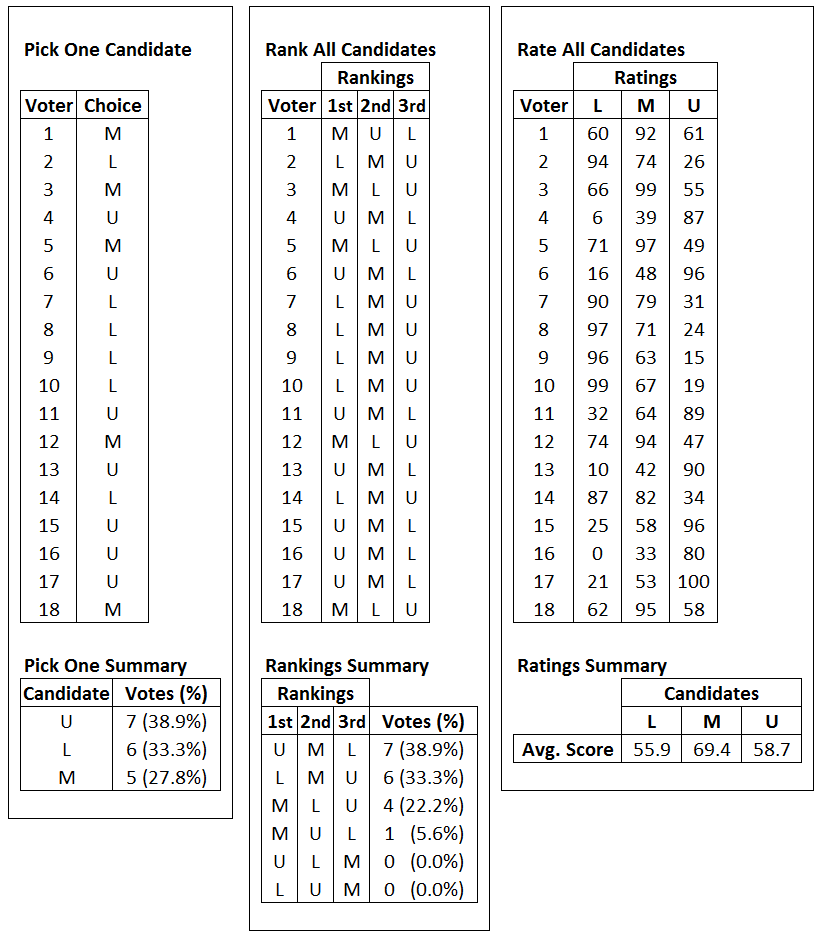 Pick One Candidate
Voter Choice
1 M
2 L
3 M
4 U
5 M
6 U
7 L
8 L
9 L
10 L
11 U
12 M
13 U
14 L
15 U
16 U
17 U
18 M
Pick One Summary
Candidate Votes (%)
U 7 (38.9%)
L 6 (33.3%)
M 5 (27.8%)
Rank All Candidates
Rankings
Voter 1st 2nd 3rd
1 M U L
2 L M U
3 M L U
4 U M L
5 M L U
6 U M L
7 L M U
8 L M U
9 L M U
10 L M U
11 U M L
12 M L U
13 U M L
14 L M U
15 U M L
16 U M L
17 U M L
18 M L U
Rankings Summary
Rankings
1st 2nd 3rd Votes (%)
U M L 7 (38.9%)
L M U 6 (33.3%)
M L U 4 (22.2%)
M U L 1 (5.6%)
U L M 0 (0.0%)
L U M 0 (0.0%)
Rate All Candidates
Ratings
Voter L M U
1 60 92 61
2 94 74 26
3 66 99 55
4 6 39 87
5 71 97 49
6 16 48 96
7 90 79 31
8 97 71 24
9 96 63 15
10 99 67 19
11 32 64 89
12 74 94 47
13 10 42 90
14 87 82 34
15 25 58 96
16 0 33 80
17 21 53 100
18 62 95 58
Ratings Summary
Candidates
L M U
Avg. Score 55.9 69.4 58.7